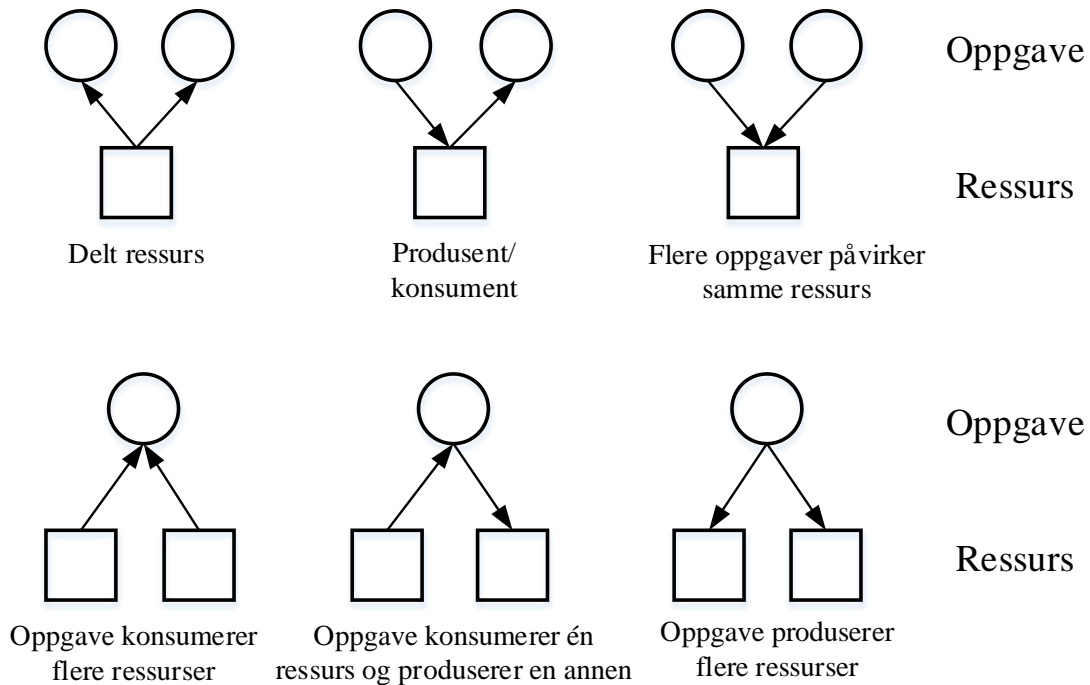 Oppgave
Ressurs
Delt ressurs
Produsent/
konsument
Flere oppgaver påvirker
samme ressurs
Oppgave
Ressurs
Oppgave konsumerer
flere ressurser
Oppgave konsumerer én
ressurs og produserer en annen
Oppgave produserer
flere ressurser